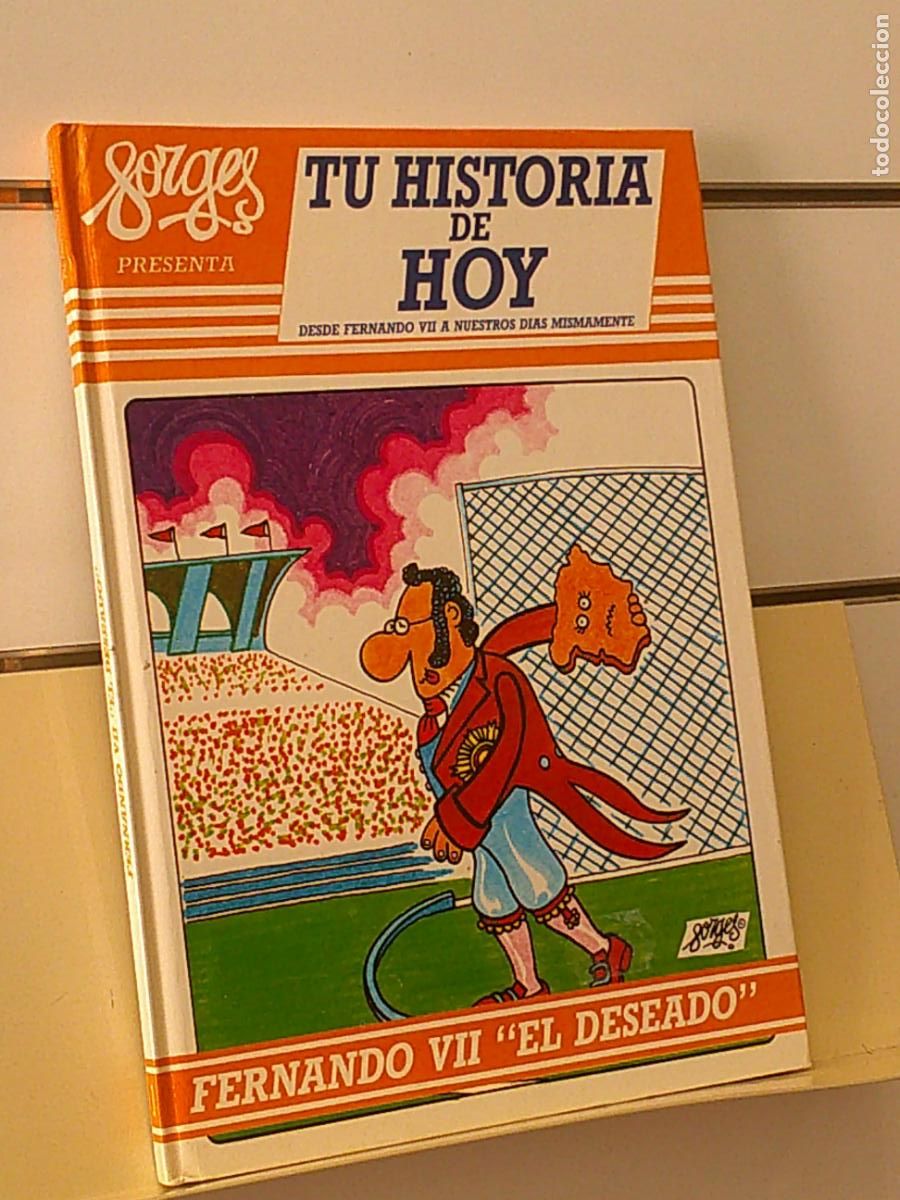 todocoleccion
forges
PRESENTA
TU HISTORIA
DE
HOY
DESDE FERNANDO VII A NUESTROS DIAS MISMAMENTE
forges
FERNANDO VII "EL DESEADO"